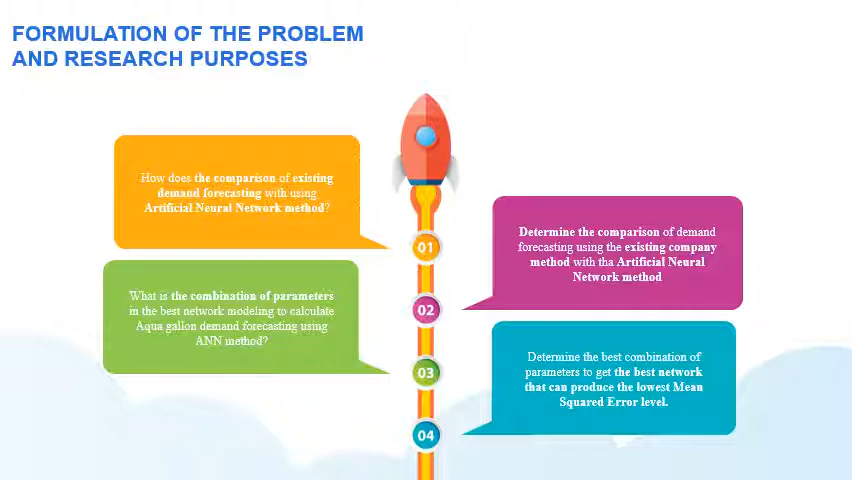 FORMULATION OF THE PROBLEM
AND RESEARCH PURPOSES
How does the comparison of existing
demand forecasting with using
Artificial Neural Network method?
01
Determine the comparison of demand
forecasting using the existing company
method with tha Artificial Neural
Network method
02
What is the combination of parameters
in the best network modeling to calculate
Aqua gallon demand forecasting using
ANN method?
03
Determine the best combination of
parameters to get the best network
that can produce the lowest Mean
Squared Error level.
04